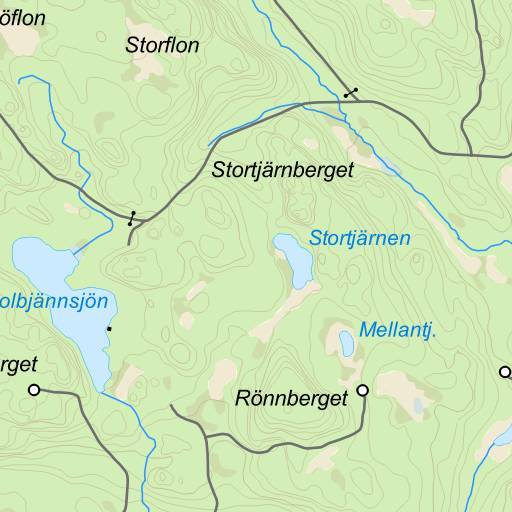 öflon
Storflon
Stortjärnberget
Stortjärnen
olbjännsjön
Mellantj.
rget
Rönnberget